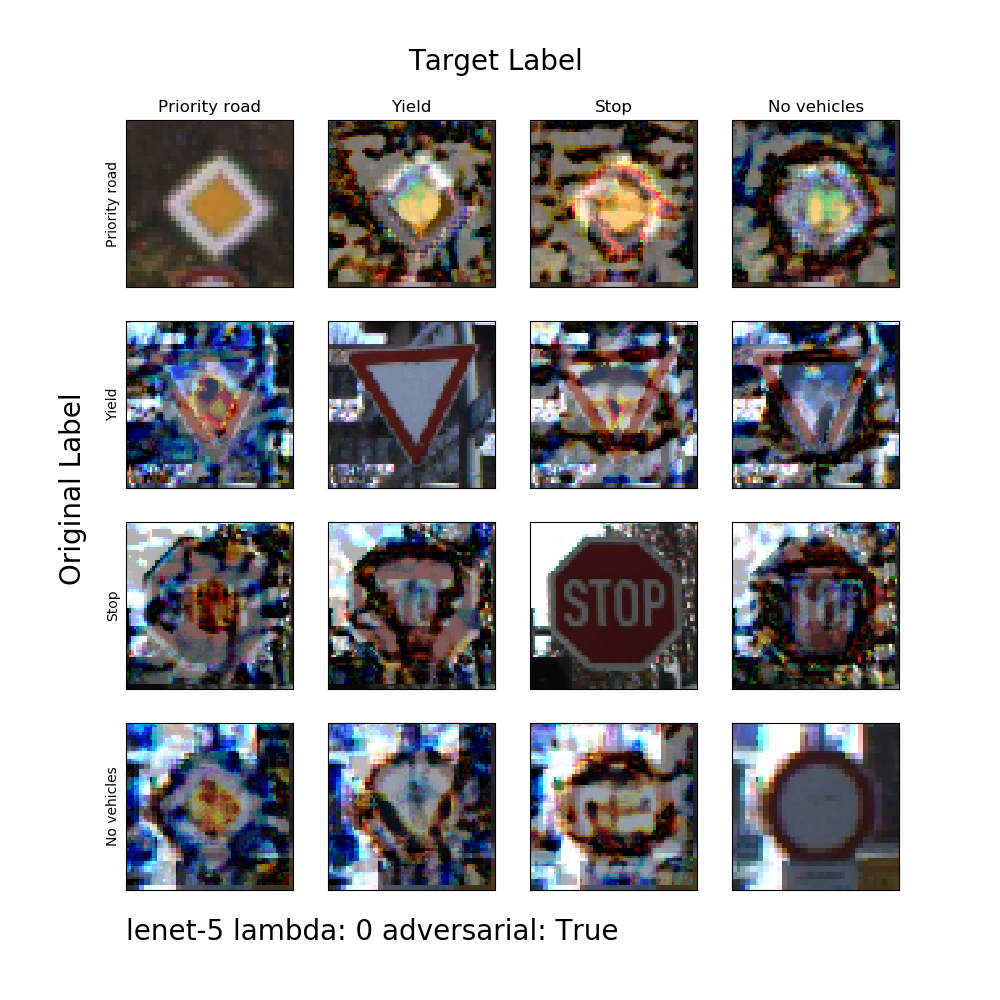 Target Label
Priority road Yield Stop No vehicles
Original Label
Priority road
Yield
Stop
STOP
No vehicles
lenet-5 lambda: 0 adversarial: True